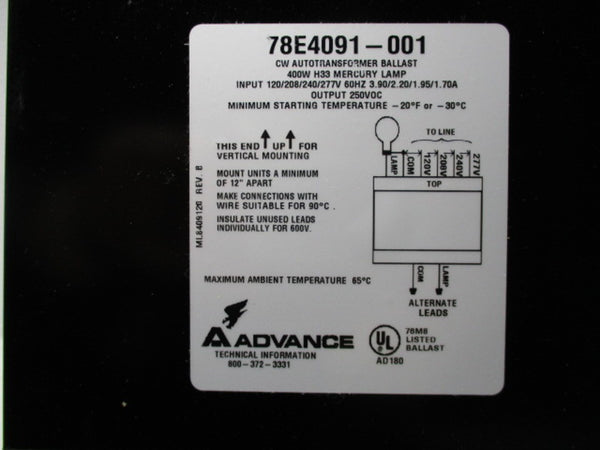 78E4091-001
CW AUTOTRANSFORMER BALLAST
400W H33 MERCURY LAMP
INPUT 120/208/240/277V 60HZ 3.90/2.20/1.95/1.70A
OUTPUT 250VOC
MINIMUM STARTING TEMPERATURE -20°F or -30°C
THIS END UP FOR
VERTICAL MOUNTING
MOUNT UNITS A MINIMUM
OF 12" APART
MAKE CONNECTIONS WITH
WIRE SUITABLE FOR 90°C.
INSULATE UNUSED LEADS
INDIVIDUALLY FOR 600V.
ML8409120 REV. B
TO LINE
LAMP
COM
120V
208V
240V
277V
TOP
COM
LAMP
ALTERNATE
LEADS
MAXIMUM AMBIENT TEMPERATURE 65°C
ADVANCE
TECHNICAL INFORMATION
800-372-3331
UL
78M8
LISTED
BALLAST
AD180